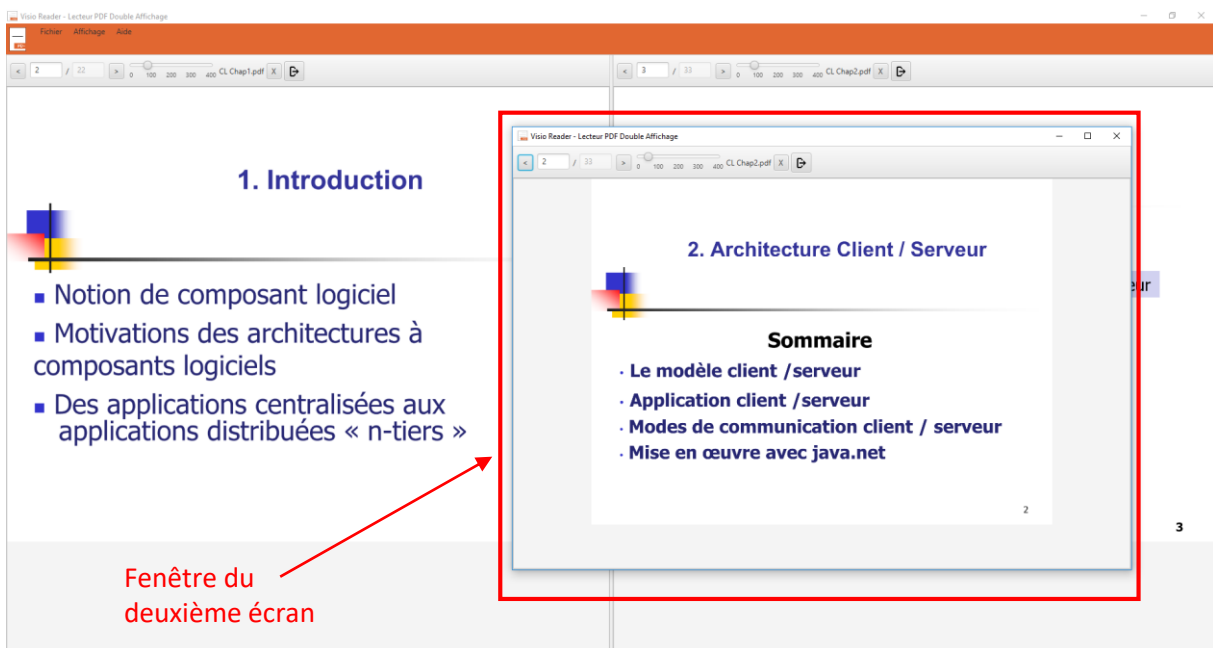 Visio Reader - Lecteur PDF Double Affichage
Fichier Affichage Aide
< 2 / 22 > 0 100 200 300 400 CL Chap1.pdf X
< 3 / 33 > 0 100 200 300 400 CL Chap2.pdf X
1. Introduction
■ Notion de composant logiciel
■ Motivations des architectures à
composants logiciels
■ Des applications centralisées aux
applications distribuées « n-tiers »
Visio Reader - Lecteur PDF Double Affichage
< 2 / 33 > 0 100 200 300 400 CL Chap2.pdf X
2. Architecture Client / Serveur
Sommaire
· Le modèle client /serveur
· Application client /serveur
· Modes de communication client / serveur
· Mise en œuvre avec java.net
2
3
Fenêtre du
deuxième écran